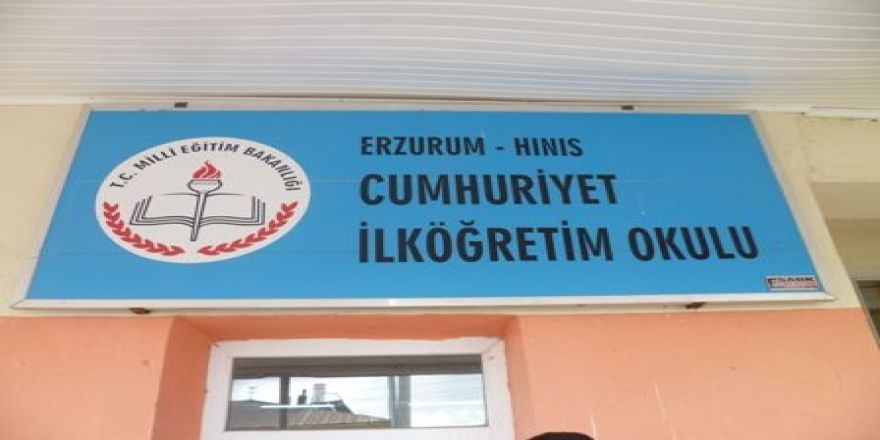 T.C. MİLLİ EĞİTİM BAKANLIĞI
ERZURUM - HINIS
CUMHURİYET
İLKÖĞRETİM OKULU